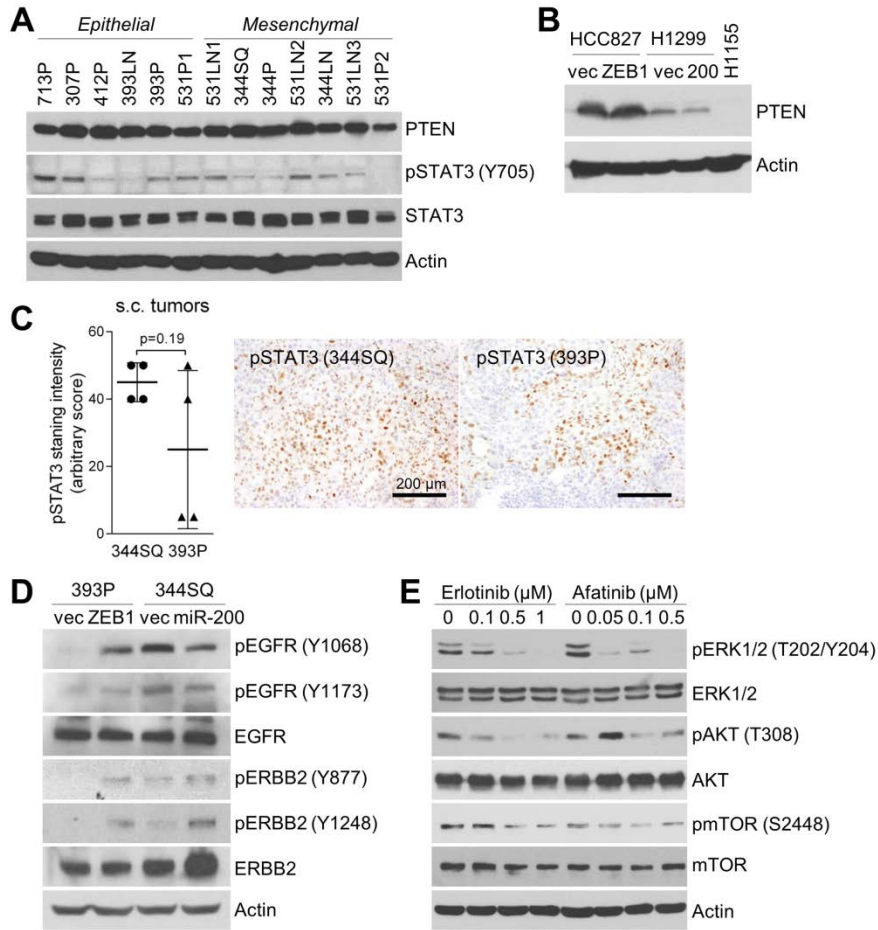 A
Epithelial Mesenchymal
713P 307P 412P 393LN 393P 531P1 531LN1 344SQ 344P 531LN2 344LN 531LN3 531P2
PTEN
pSTAT3 (Y705)
STAT3
Actin
B
HCC827 H1299 H1155
vec ZEB1 vec 200
PTEN
Actin
C
s.c. tumors
p=0.19
60
40
20
0
pSTAT3 staning intensity
(arbitrary score)
344SQ 393P
pSTAT3 (344SQ)
200 µm
pSTAT3 (393P)
D
393P 344SQ
vec ZEB1 vec miR-200
pEGFR (Y1068)
pEGFR (Y1173)
EGFR
pERBB2 (Y877)
pERBB2 (Y1248)
ERBB2
Actin
E
Erlotinib (µM) Afatinib (µM)
0 0.1 0.5 1 0 0.05 0.1 0.5
pERK1/2 (T202/Y204)
ERK1/2
pAKT (T308)
AKT
pmTOR (S2448)
mTOR
Actin